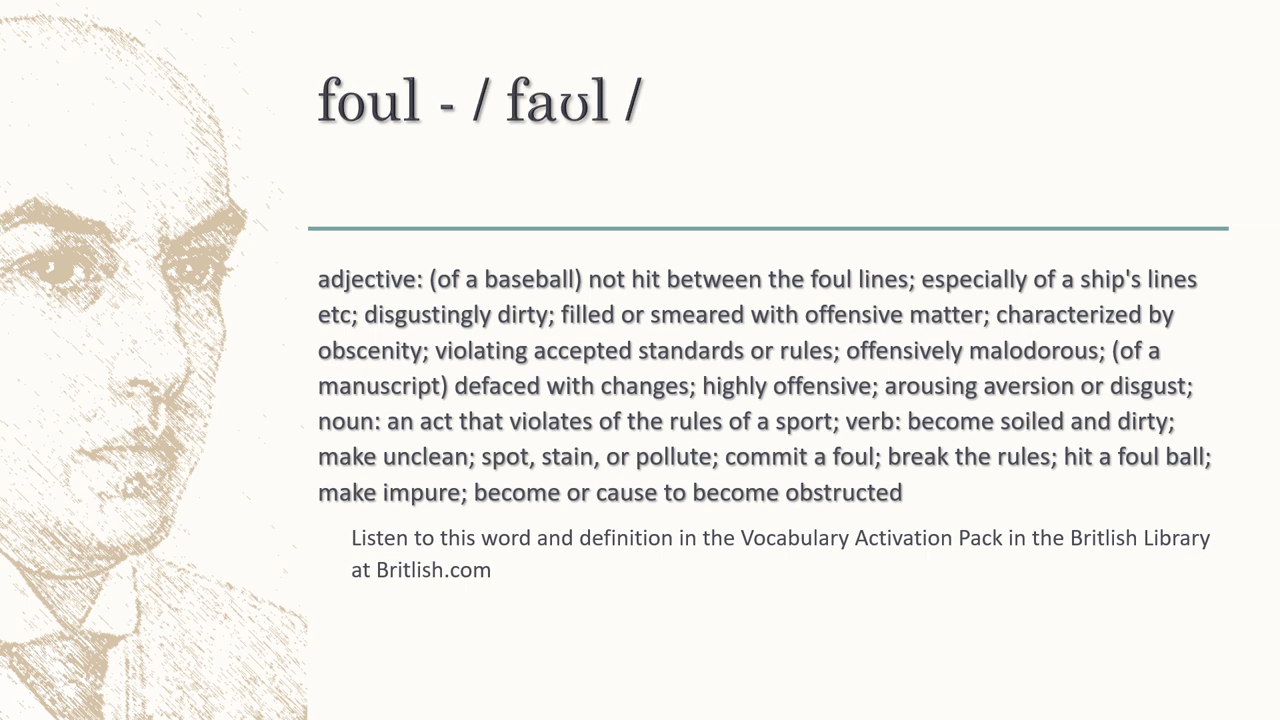 foul - / faʊl /
adjective: (of a baseball) not hit between the foul lines; especially of a ship's lines
etc; disgustingly dirty; filled or smeared with offensive matter; characterized by
obscenity; violating accepted standards or rules; offensively malodorous; (of a
manuscript) defaced with changes; highly offensive; arousing aversion or disgust;
noun: an act that violates of the rules of a sport; verb: become soiled and dirty;
make unclean; spot, stain, or pollute; commit a foul; break the rules; hit a foul ball;
make impure; become or cause to become obstructed
Listen to this word and definition in the Vocabulary Activation Pack in the Britlish Library
at Britlish.com